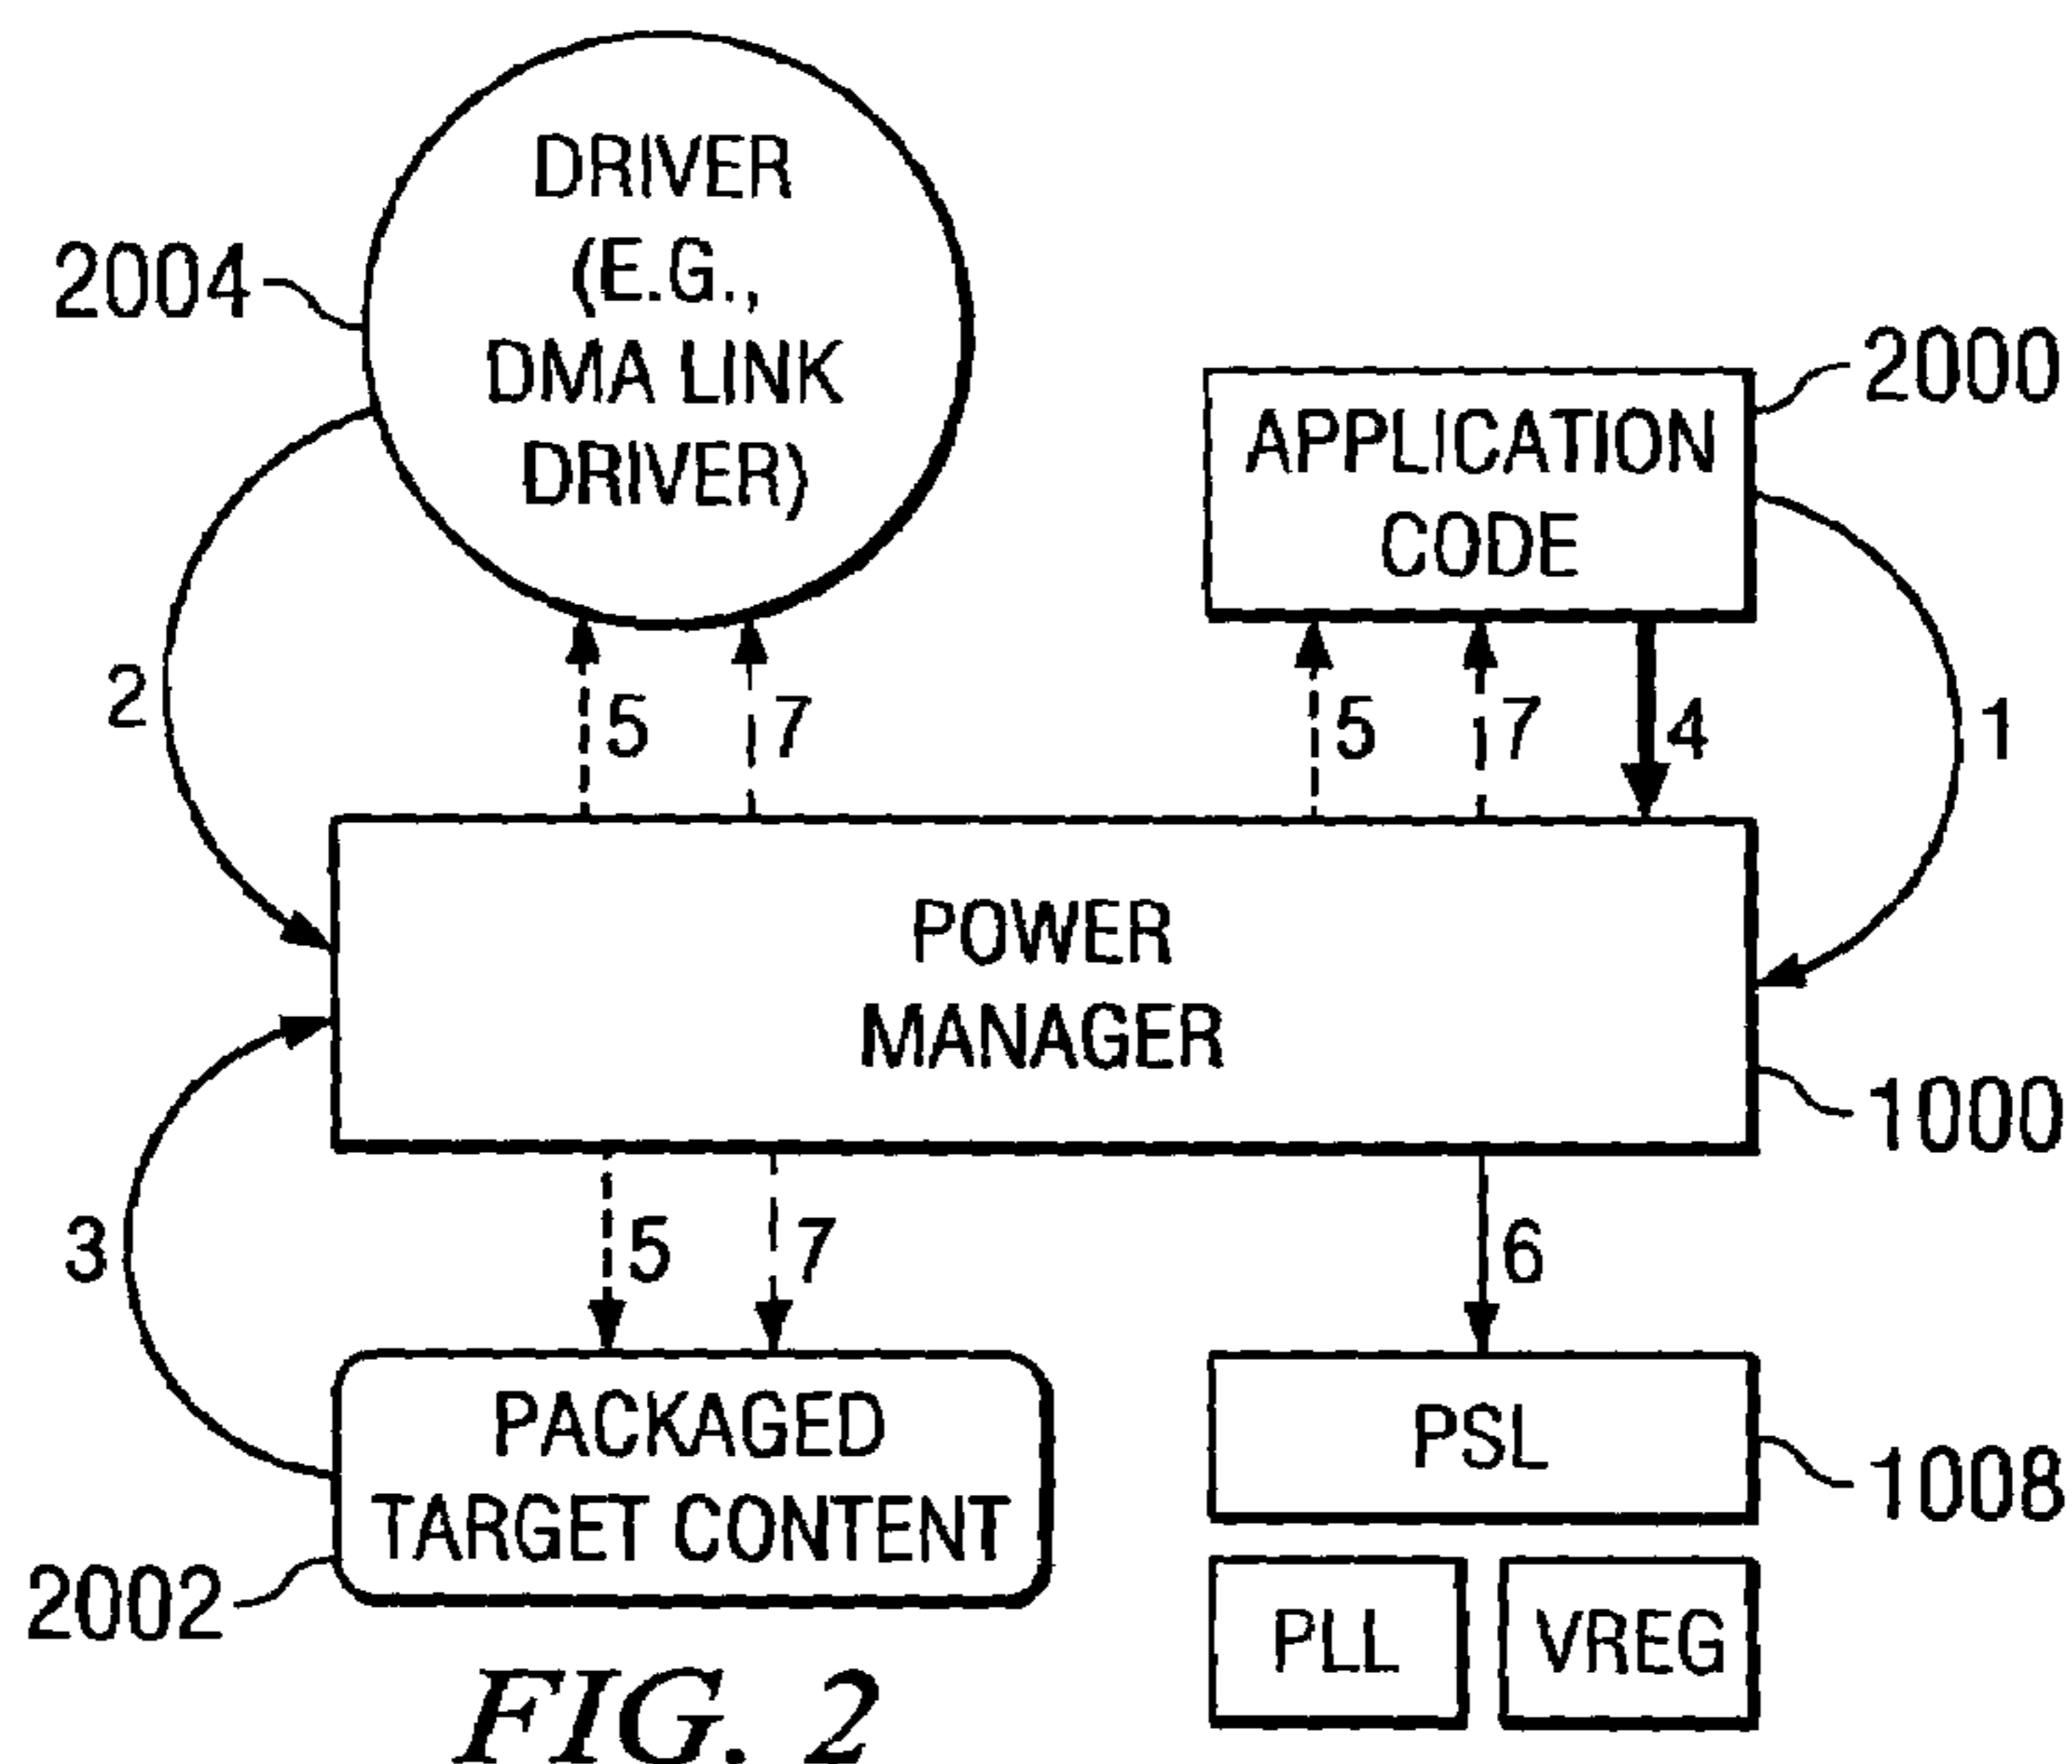 DRIVER
(E.G.,
DMA LINK
DRIVER)
2004
2000
APPLICATION
CODE
2
5
7
5
7
4
1
POWER
MANAGER
1000
3
5
7
6
PACKAGED
TARGET CONTENT
2002
PSL
1008
PLL
VREG
FIG. 2